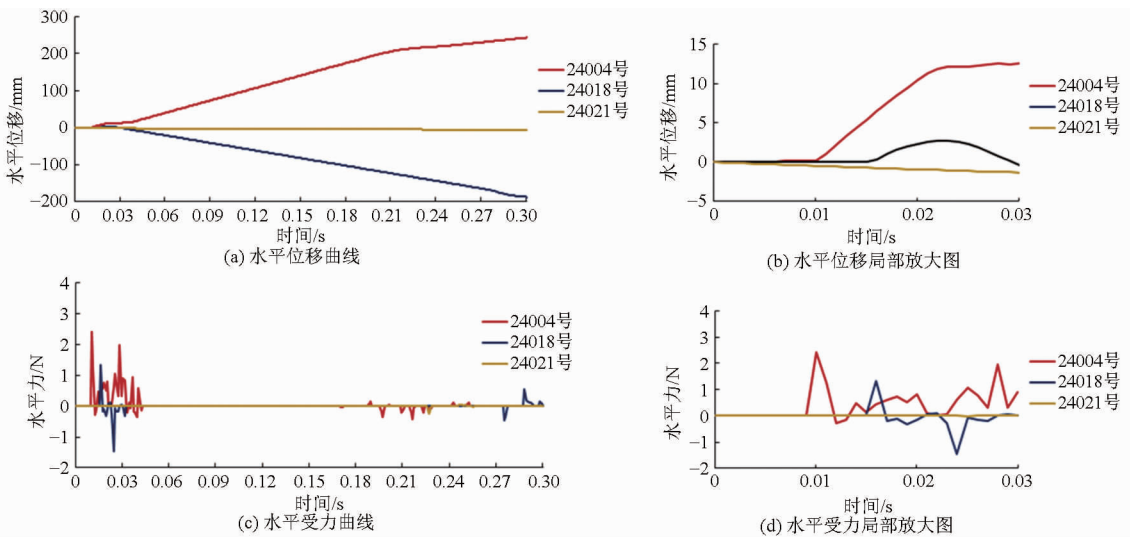 300
200
100
0
−100
−200
水平位移/mm
0 0.03 0.06 0.09 0.12 0.15 0.18 0.21 0.24 0.27 0.30
时间/s
24004号
24018号
24021号
(a) 水平位移曲线
15
10
5
0
−5
水平位移/mm
0 0.01 0.02 0.03
时间/s
24004号
24018号
24021号
(b) 水平位移局部放大图
4
3
2
1
0
−1
−2
水平力/N
0 0.03 0.06 0.09 0.12 0.15 0.18 0.21 0.24 0.27 0.30
时间/s
24004号
24018号
24021号
(c) 水平受力曲线
4
3
2
1
0
−1
−2
水平力/N
0.01 0.02 0.03
时间/s
24004号
24018号
24021号
(d) 水平受力局部放大图